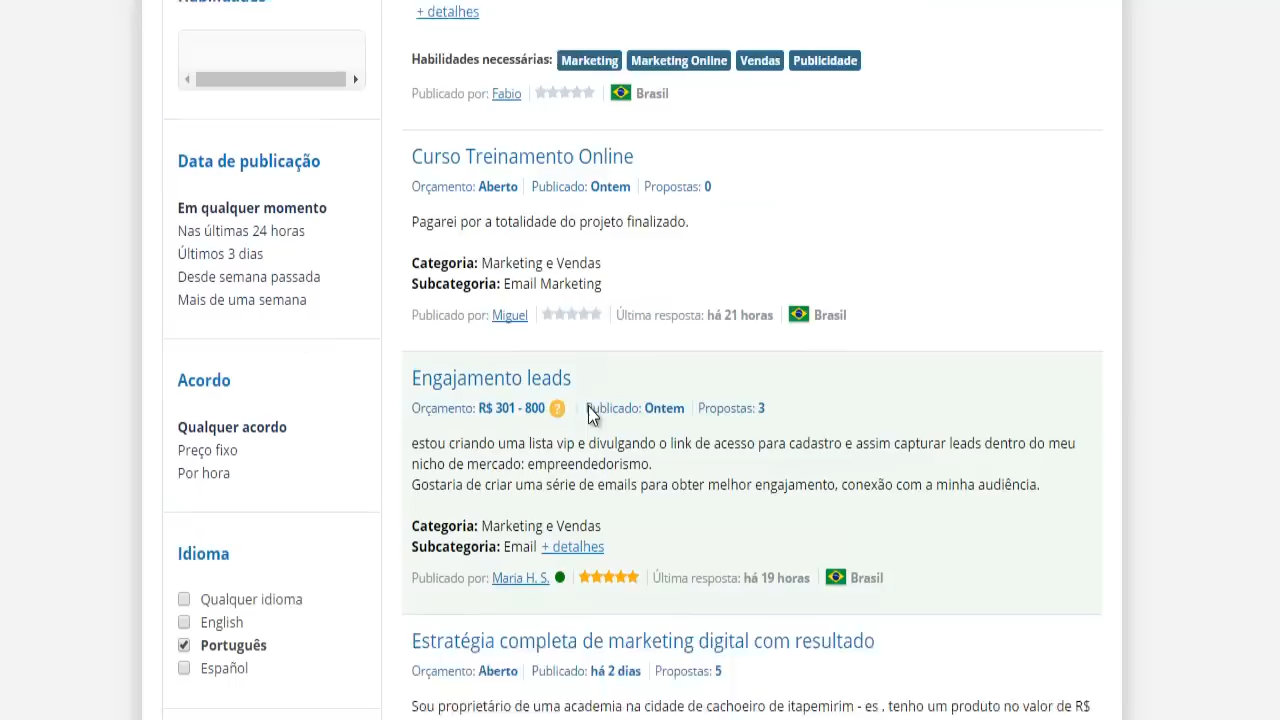 + detalhes
Habilidades necessárias: Marketing Marketing Online Vendas Publicidade
Publicado por: Fabio Brasil
Data de publicação
Em qualquer momento
Nas últimas 24 horas
Últimos 3 dias
Desde semana passada
Mais de uma semana
Acordo
Qualquer acordo
Preço fixo
Por hora
Idioma
Qualquer idioma
English
Português
Español
Curso Treinamento Online
Orçamento: Aberto Publicado: Ontem Propostas: 0
Pagarei por a totalidade do projeto finalizado.
Categoria: Marketing e Vendas
Subcategoria: Email Marketing
Publicado por: Miguel Última resposta: há 21 horas Brasil
Engajamento leads
Orçamento: R$ 301 - 800 ? Publicado: Ontem Propostas: 3
estou criando uma lista vip e divulgando o link de acesso para cadastro e assim capturar leads dentro do meu
nicho de mercado: empreendedorismo.
Gostaria de criar uma série de emails para obter melhor engajamento, conexão com a minha audiência.
Categoria: Marketing e Vendas
Subcategoria: Email + detalhes
Publicado por: Maria H. S. Última resposta: há 19 horas Brasil
Estratégia completa de marketing digital com resultado
Orçamento: Aberto Publicado: há 2 dias Propostas: 5
Sou proprietário de uma academia na cidade de cachoeiro de itapemirim - es , tenho um produto no valor de R$